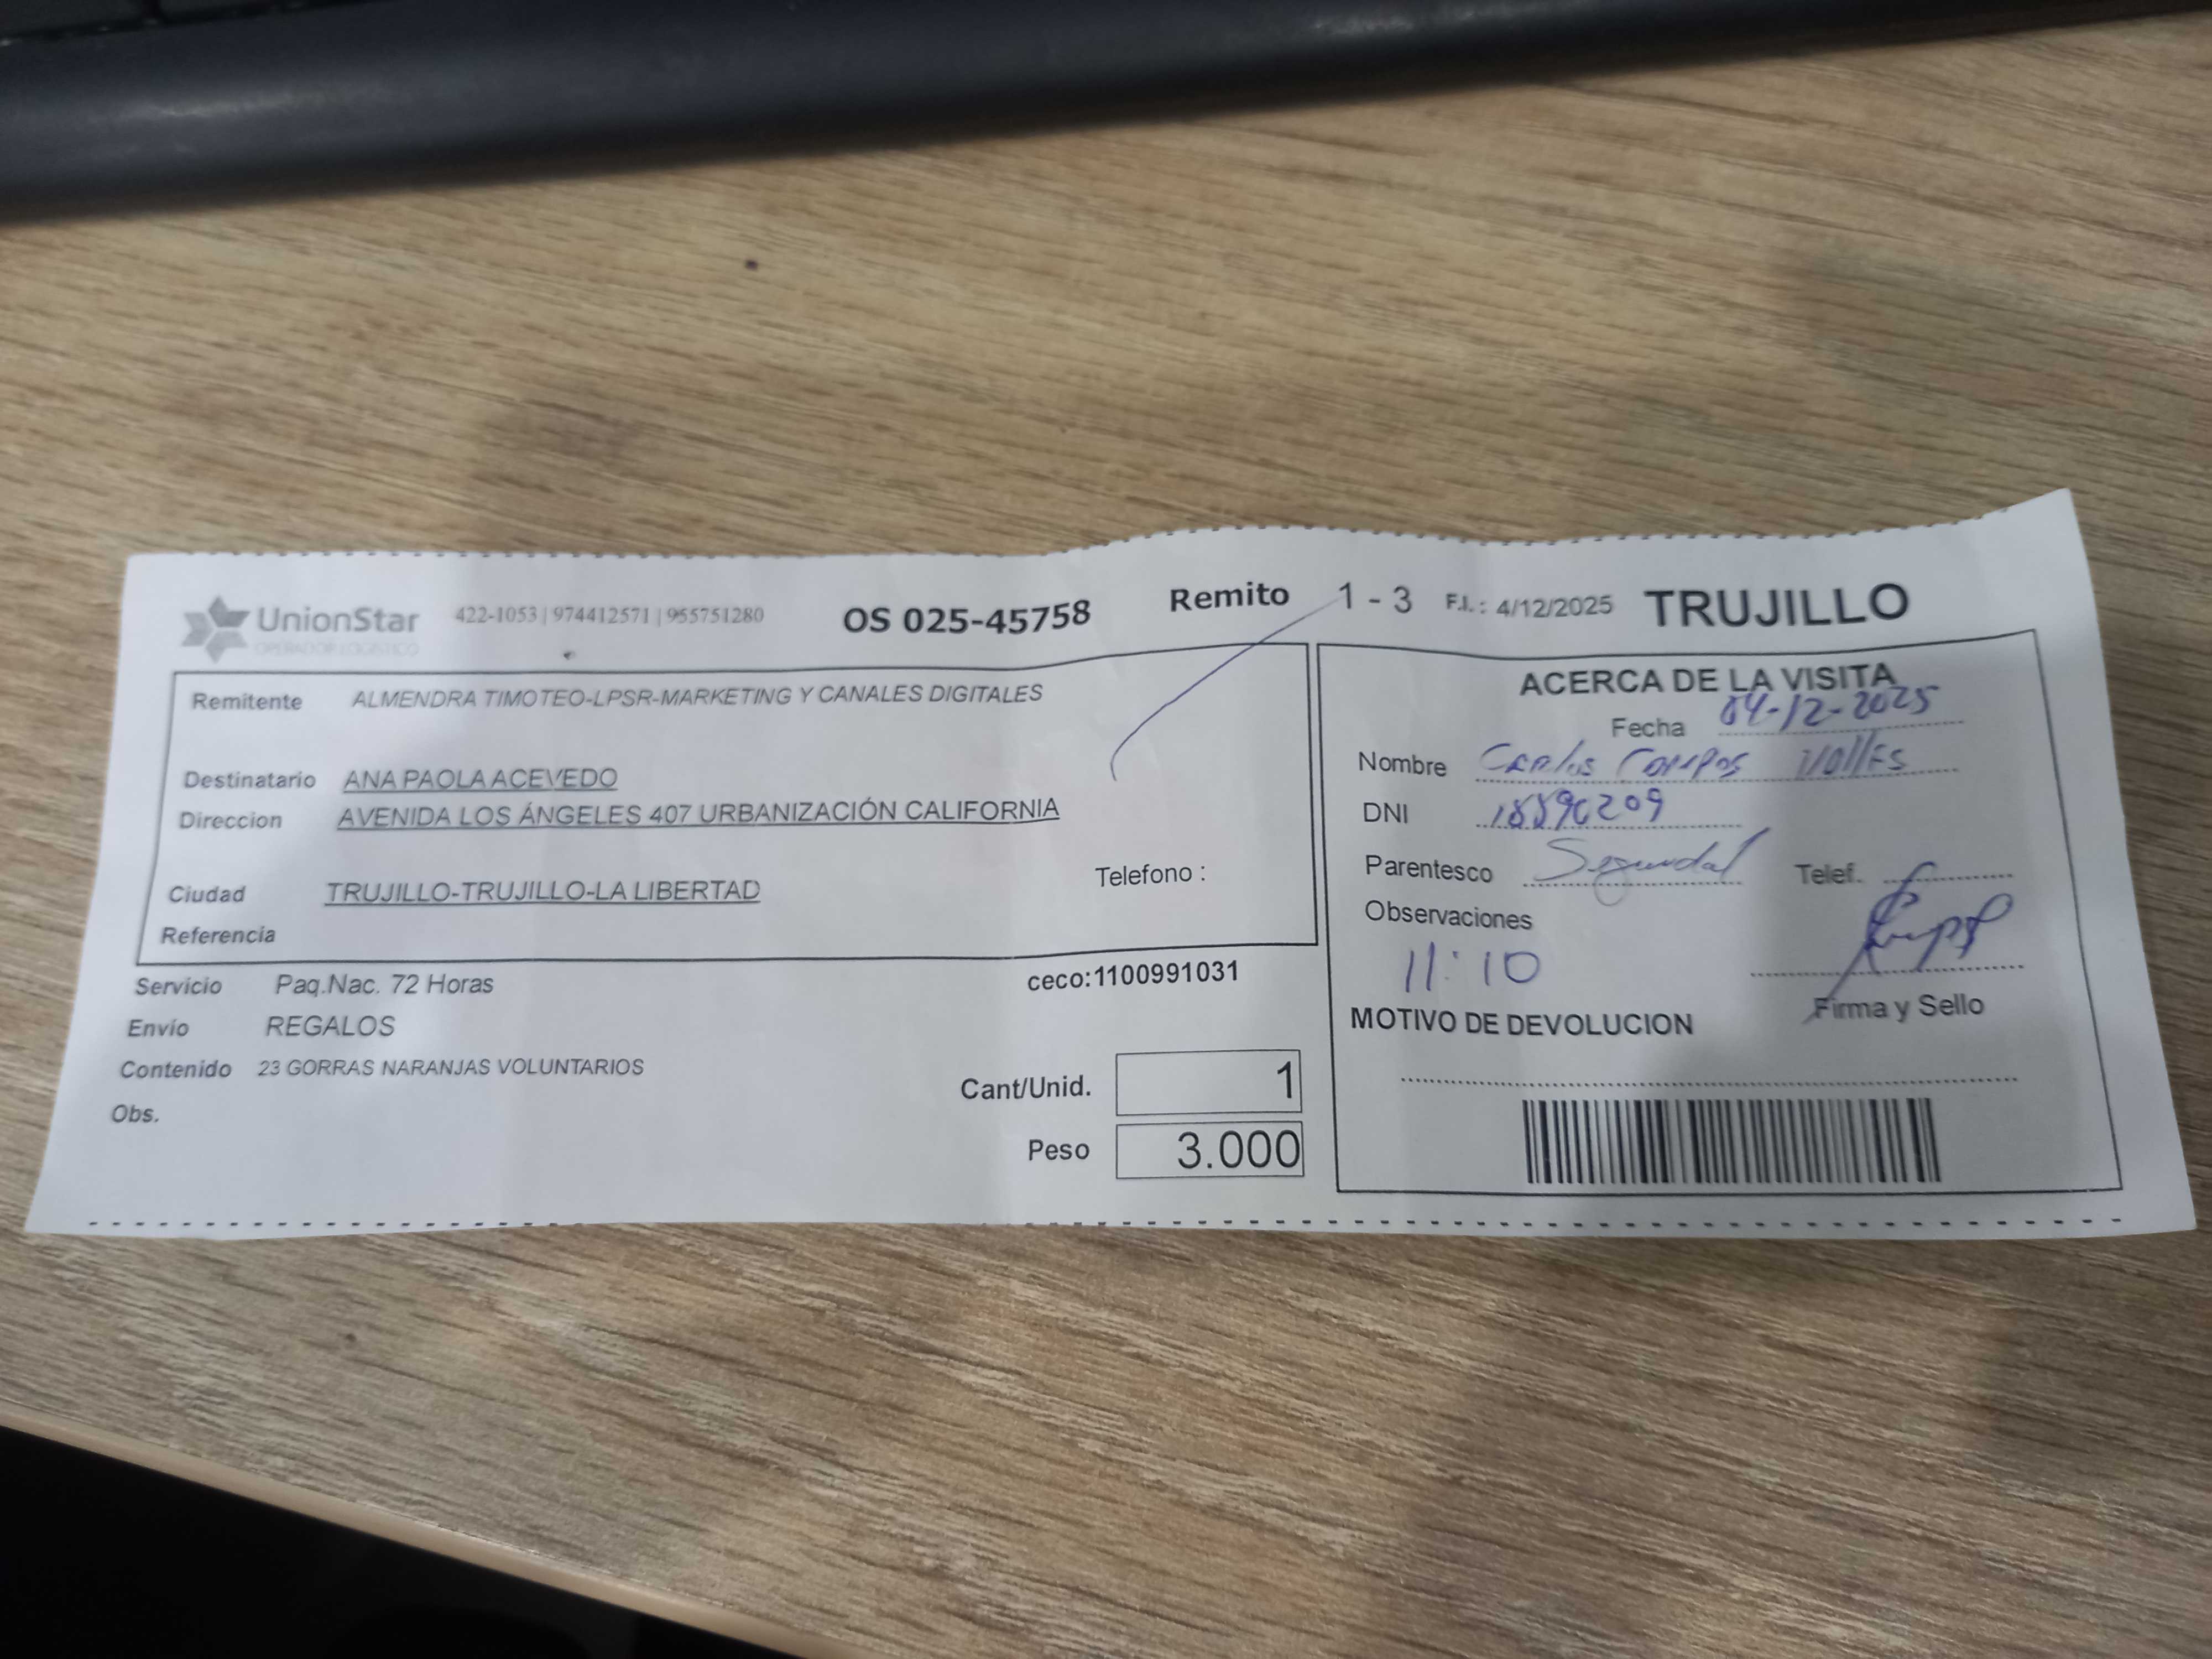 UnionStar
OPERADOR LOGISTICO
422-1053 | 974412571 | 955751280
OS 025-45758
Remito 1 - 3 F.I.: 4/12/2025 TRUJILLO
Remitente ALMENDRA TIMOTEO-LPSR-MARKETING Y CANALES DIGITALES
Destinatario ANA PAOLA ACEVEDO
Direccion AVENIDA LOS ÁNGELES 407 URBANIZACIÓN CALIFORNIA
Telefono :
Ciudad TRUJILLO-TRUJILLO-LA LIBERTAD
Referencia
Servicio Paq.Nac. 72 Horas
ceco:1100991031
Envío REGALOS
Contenido 23 GORRAS NARANJAS VOLUNTARIOS
Obs.
Cant/Unid. 1
Peso 3.000
ACERCA DE LA VISITA
Fecha 04-12-2025
Nombre Carlos Campos
DNI
Parentesco
Telef.
Observaciones
11:10
Firma y Sello
MOTIVO DE DEVOLUCION